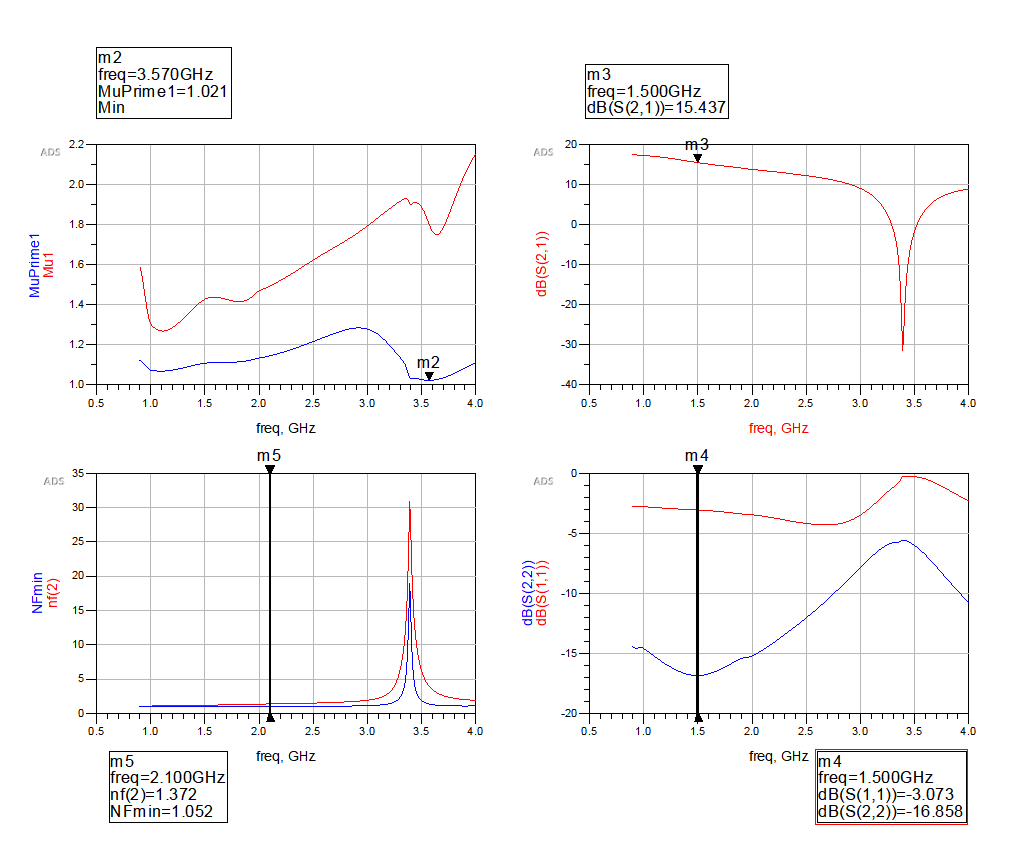 m2
freq=3.570GHz
MuPrime1=1.021
Min
m3
freq=1.500GHz
dB(S(2,1))=15.437
ADS
2.2
2.0
1.8
1.6
1.4
1.2
1.0
MuPrime1
Mu1
m2
0.5 1.0 1.5 2.0 2.5 3.0 3.5 4.0
freq, GHz
ADS
20
10
0
-10
-20
-30
-40
dB(S(2,1))
m3
0.5 1.0 1.5 2.0 2.5 3.0 3.5 4.0
freq, GHz
ADS
35
30
25
20
15
10
5
0
NFmin
nf(2)
m5
0.5 1.0 1.5 2.0 2.5 3.0 3.5 4.0
freq, GHz
m5
freq=2.100GHz
nf(2)=1.372
NFmin=1.052
ADS
0
-5
-10
-15
-20
dB(S(2,2))
dB(S(1,1))
m4
0.5 1.0 1.5 2.0 2.5 3.0 3.5 4.0
freq, GHz
m4
freq=1.500GHz
dB(S(1,1))=-3.073
dB(S(2,2))=-16.858